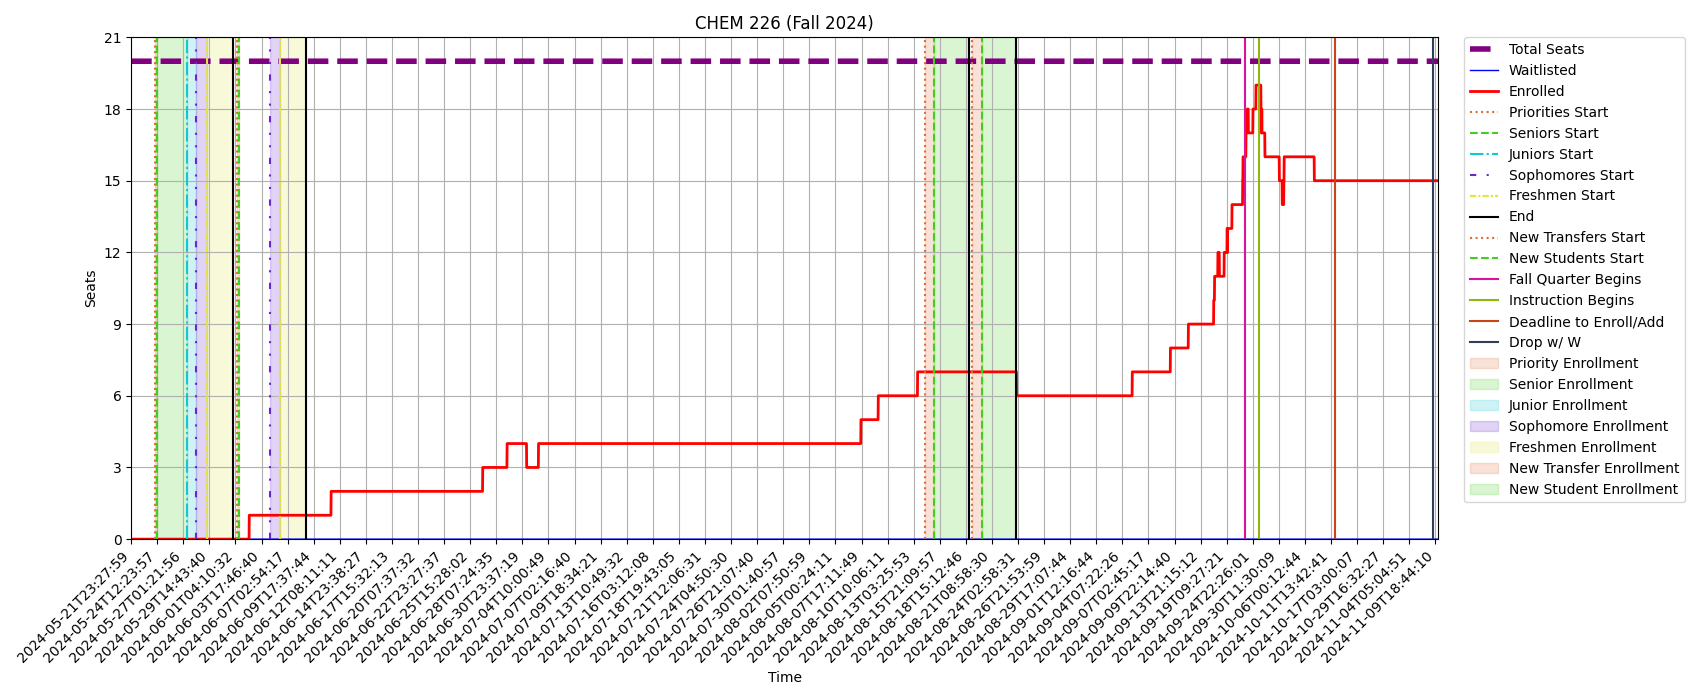 CHEM 226 (Fall 2024)
Seats
21
18
15
12
9
6
3
0
2024-05-21T23:27:59
2024-05-24T12:23:57
2024-05-27T01:21:56
2024-05-29T14:43:40
2024-06-01T04:10:32
2024-06-03T17:46:40
2024-06-07T02:54:17
2024-06-09T17:37:44
2024-06-12T08:11:11
2024-06-14T23:38:27
2024-06-17T15:32:13
2024-06-20T07:37:32
2024-06-22T23:27:37
2024-06-25T15:28:02
2024-06-28T07:24:35
2024-06-30T23:37:19
2024-07-04T10:00:49
2024-07-07T02:16:40
2024-07-09T18:34:21
2024-07-13T10:49:32
2024-07-16T03:12:08
2024-07-18T19:43:05
2024-07-21T12:06:31
2024-07-24T04:50:30
2024-07-26T21:07:40
2024-07-30T01:40:57
2024-08-02T07:50:59
2024-08-05T00:24:11
2024-08-07T17:11:49
2024-08-10T10:06:11
2024-08-13T03:25:53
2024-08-15T21:09:57
2024-08-18T15:12:46
2024-08-21T08:58:30
2024-08-24T02:58:31
2024-08-26T21:53:59
2024-08-29T17:07:44
2024-09-01T12:16:44
2024-09-04T07:22:26
2024-09-07T02:45:17
2024-09-09T22:14:40
2024-09-13T21:15:12
2024-09-19T09:27:21
2024-09-24T22:26:01
2024-09-30T11:30:09
2024-10-06T00:12:44
2024-10-11T13:42:41
2024-10-17T03:00:07
2024-10-29T16:32:27
2024-11-04T05:04:51
2024-11-09T18:44:10
Time
Total Seats
Waitlisted
Enrolled
Priorities Start
Seniors Start
Juniors Start
Sophomores Start
Freshmen Start
End
New Transfers Start
New Students Start
Fall Quarter Begins
Instruction Begins
Deadline to Enroll/Add
Drop w/ W
Priority Enrollment
Senior Enrollment
Junior Enrollment
Sophomore Enrollment
Freshmen Enrollment
New Transfer Enrollment
New Student Enrollment